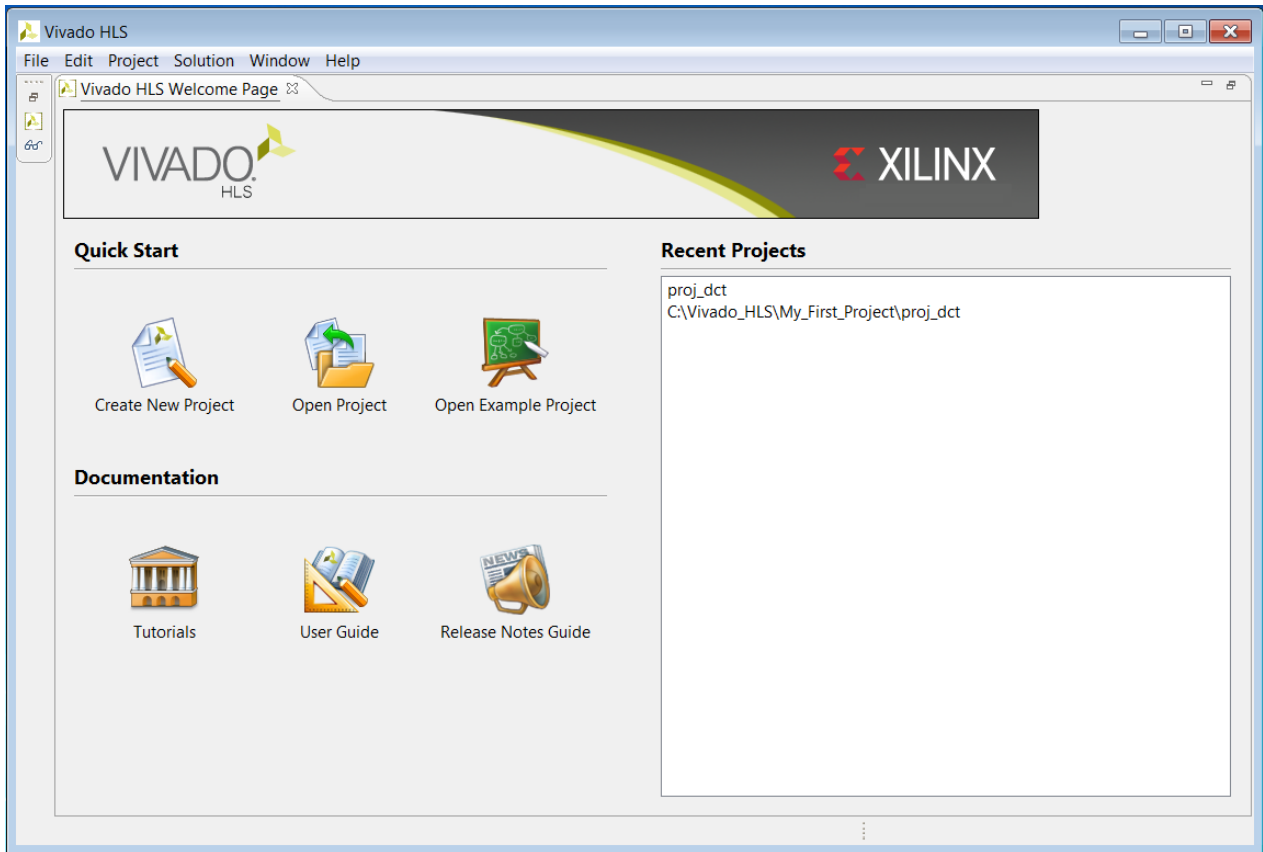 Vivado HLS
File Edit Project Solution Window Help
Vivado HLS Welcome Page
VIVADO.
HLS
XILINX
Quick Start
Create New Project Open Project Open Example Project
Documentation
NEWS
Tutorials User Guide Release Notes Guide
Recent Projects
proj_dct
C:\Vivado_HLS\My_First_Project\proj_dct